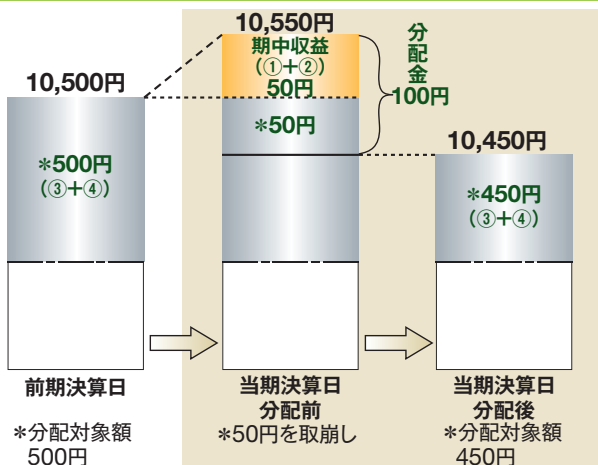 10,500円
*500円
(③+④)
前期決算日
*分配対象額
500円
10,550円
期中収益
(①+②)
50円
*50円
分配金
100円
当期決算日
分配前
*50円を取崩し
10,450円
*450円
(③+④)
当期決算日
分配後
*分配対象額
450円